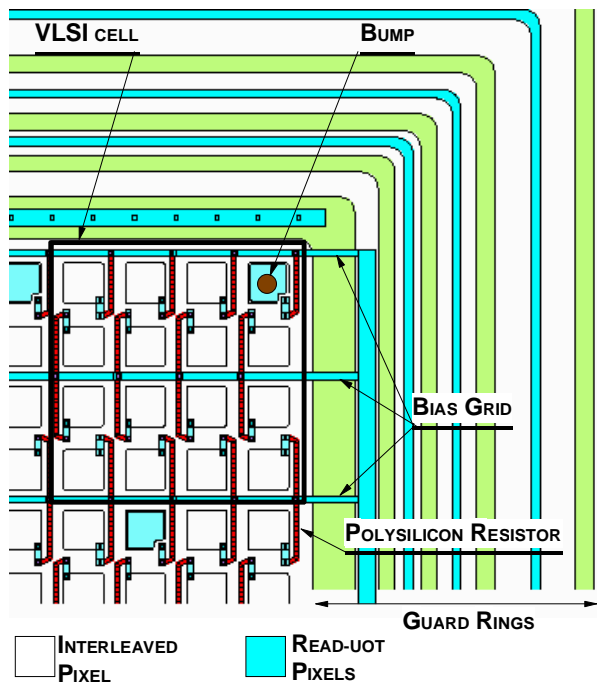 VLSI CELL
BUMP
BIAS GRID
POLYSILICON RESISTOR
GUARD RINGS
INTERLEAVED
PIXEL
READ-UOT
PIXELS